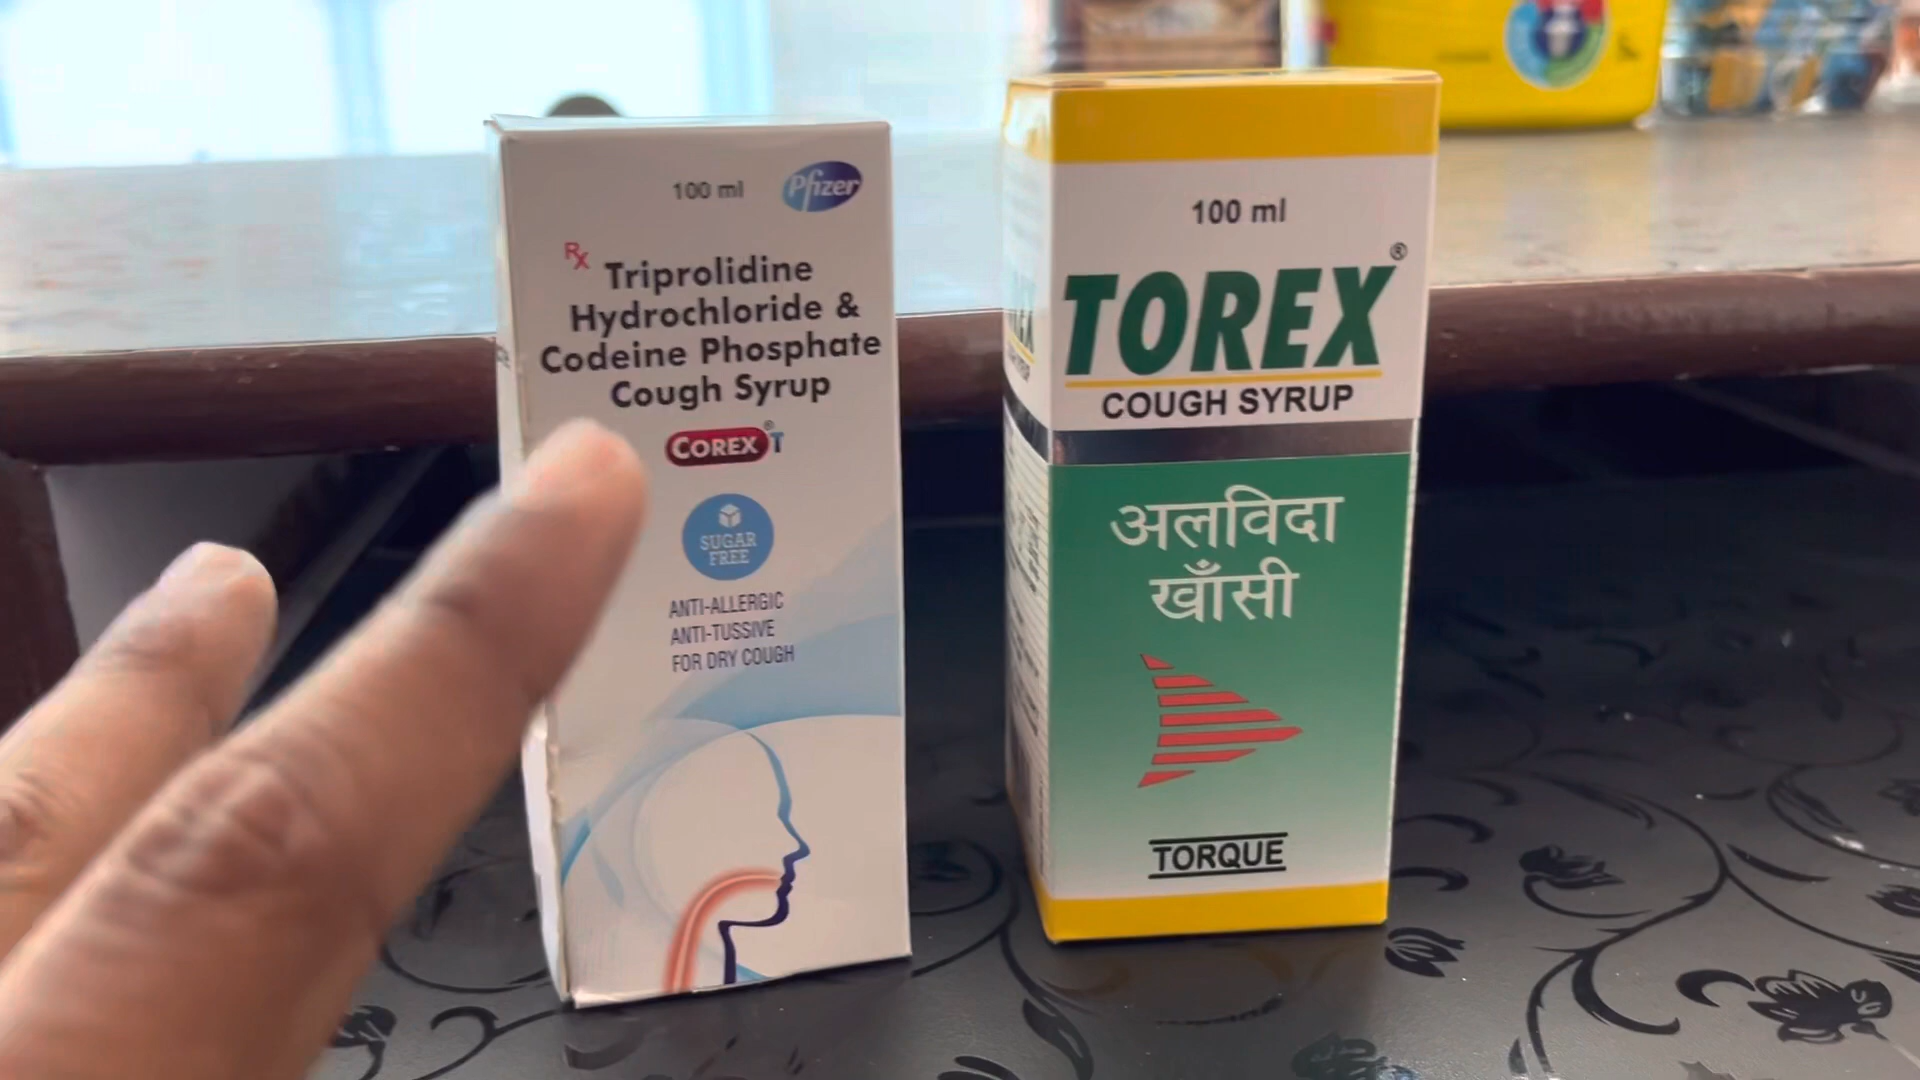 100 ml
Pfizer
Rx
Triprolidine
Hydrochloride &
Codeine Phosphate
Cough Syrup
COREX® T
SUGAR
FREE
ANTI-ALLERGIC
ANTI-TUSSIVE
FOR DRY COUGH
100 ml
TOREX®
COUGH SYRUP
अलविदा
खाँसी
TORQUE